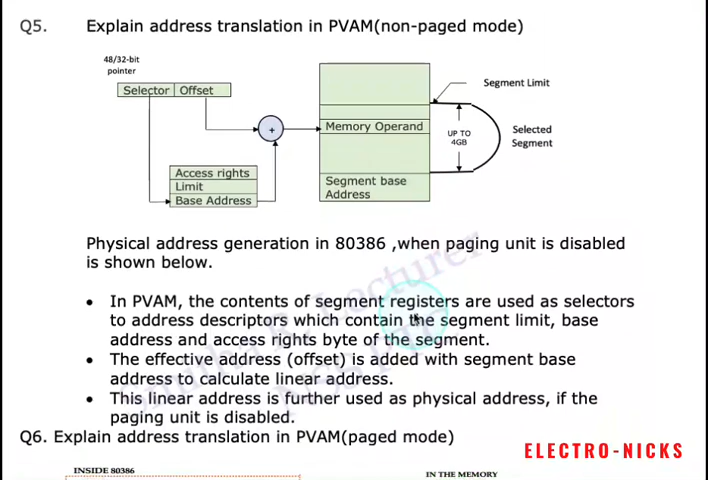 Q5. Explain address translation in PVAM(non-paged mode)
48/32-bit
pointer
Selector Offset
Segment Limit
+
Memory Operand
UP TO
4GB
Selected
Segment
Access rights
Limit
Base Address
Segment base
Address
Physical address generation in 80386 ,when paging unit is disabled
is shown below.
• In PVAM, the contents of segment registers are used as selectors
to address descriptors which contain the segment limit, base
address and access rights byte of the segment.
• The effective address (offset) is added with segment base
address to calculate linear address.
• This linear address is further used as physical address, if the
paging unit is disabled.
Lecturer
Q6. Explain address translation in PVAM(paged mode)
ELECTRO-NICKS
INSIDE 80386
IN THE MEMORY